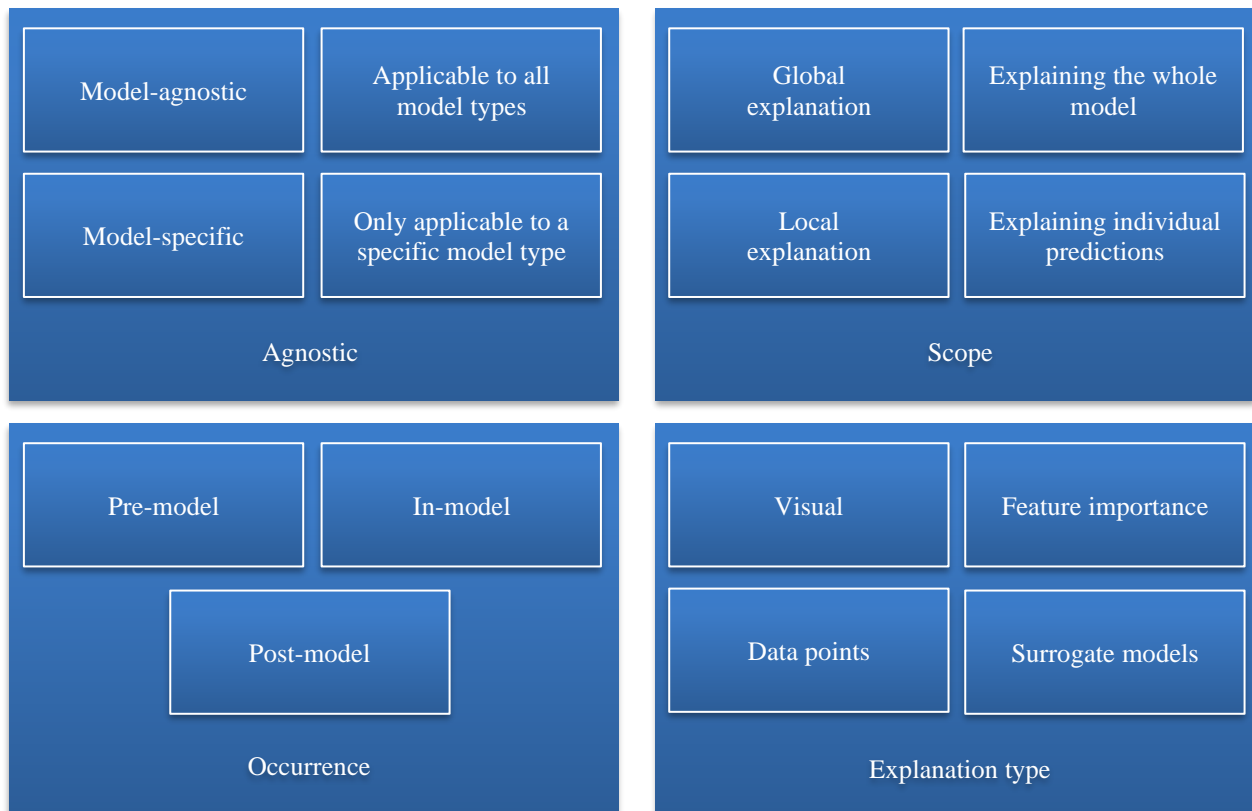 Model-agnostic
Applicable to all
model types
Model-specific
Only applicable to a
specific model type
Agnostic
Global
explanation
Explaining the whole
model
Local
explanation
Explaining individual
predictions
Scope
Pre-model
In-model
Post-model
Occurrence
Visual
Feature importance
Data points
Surrogate models
Explanation type